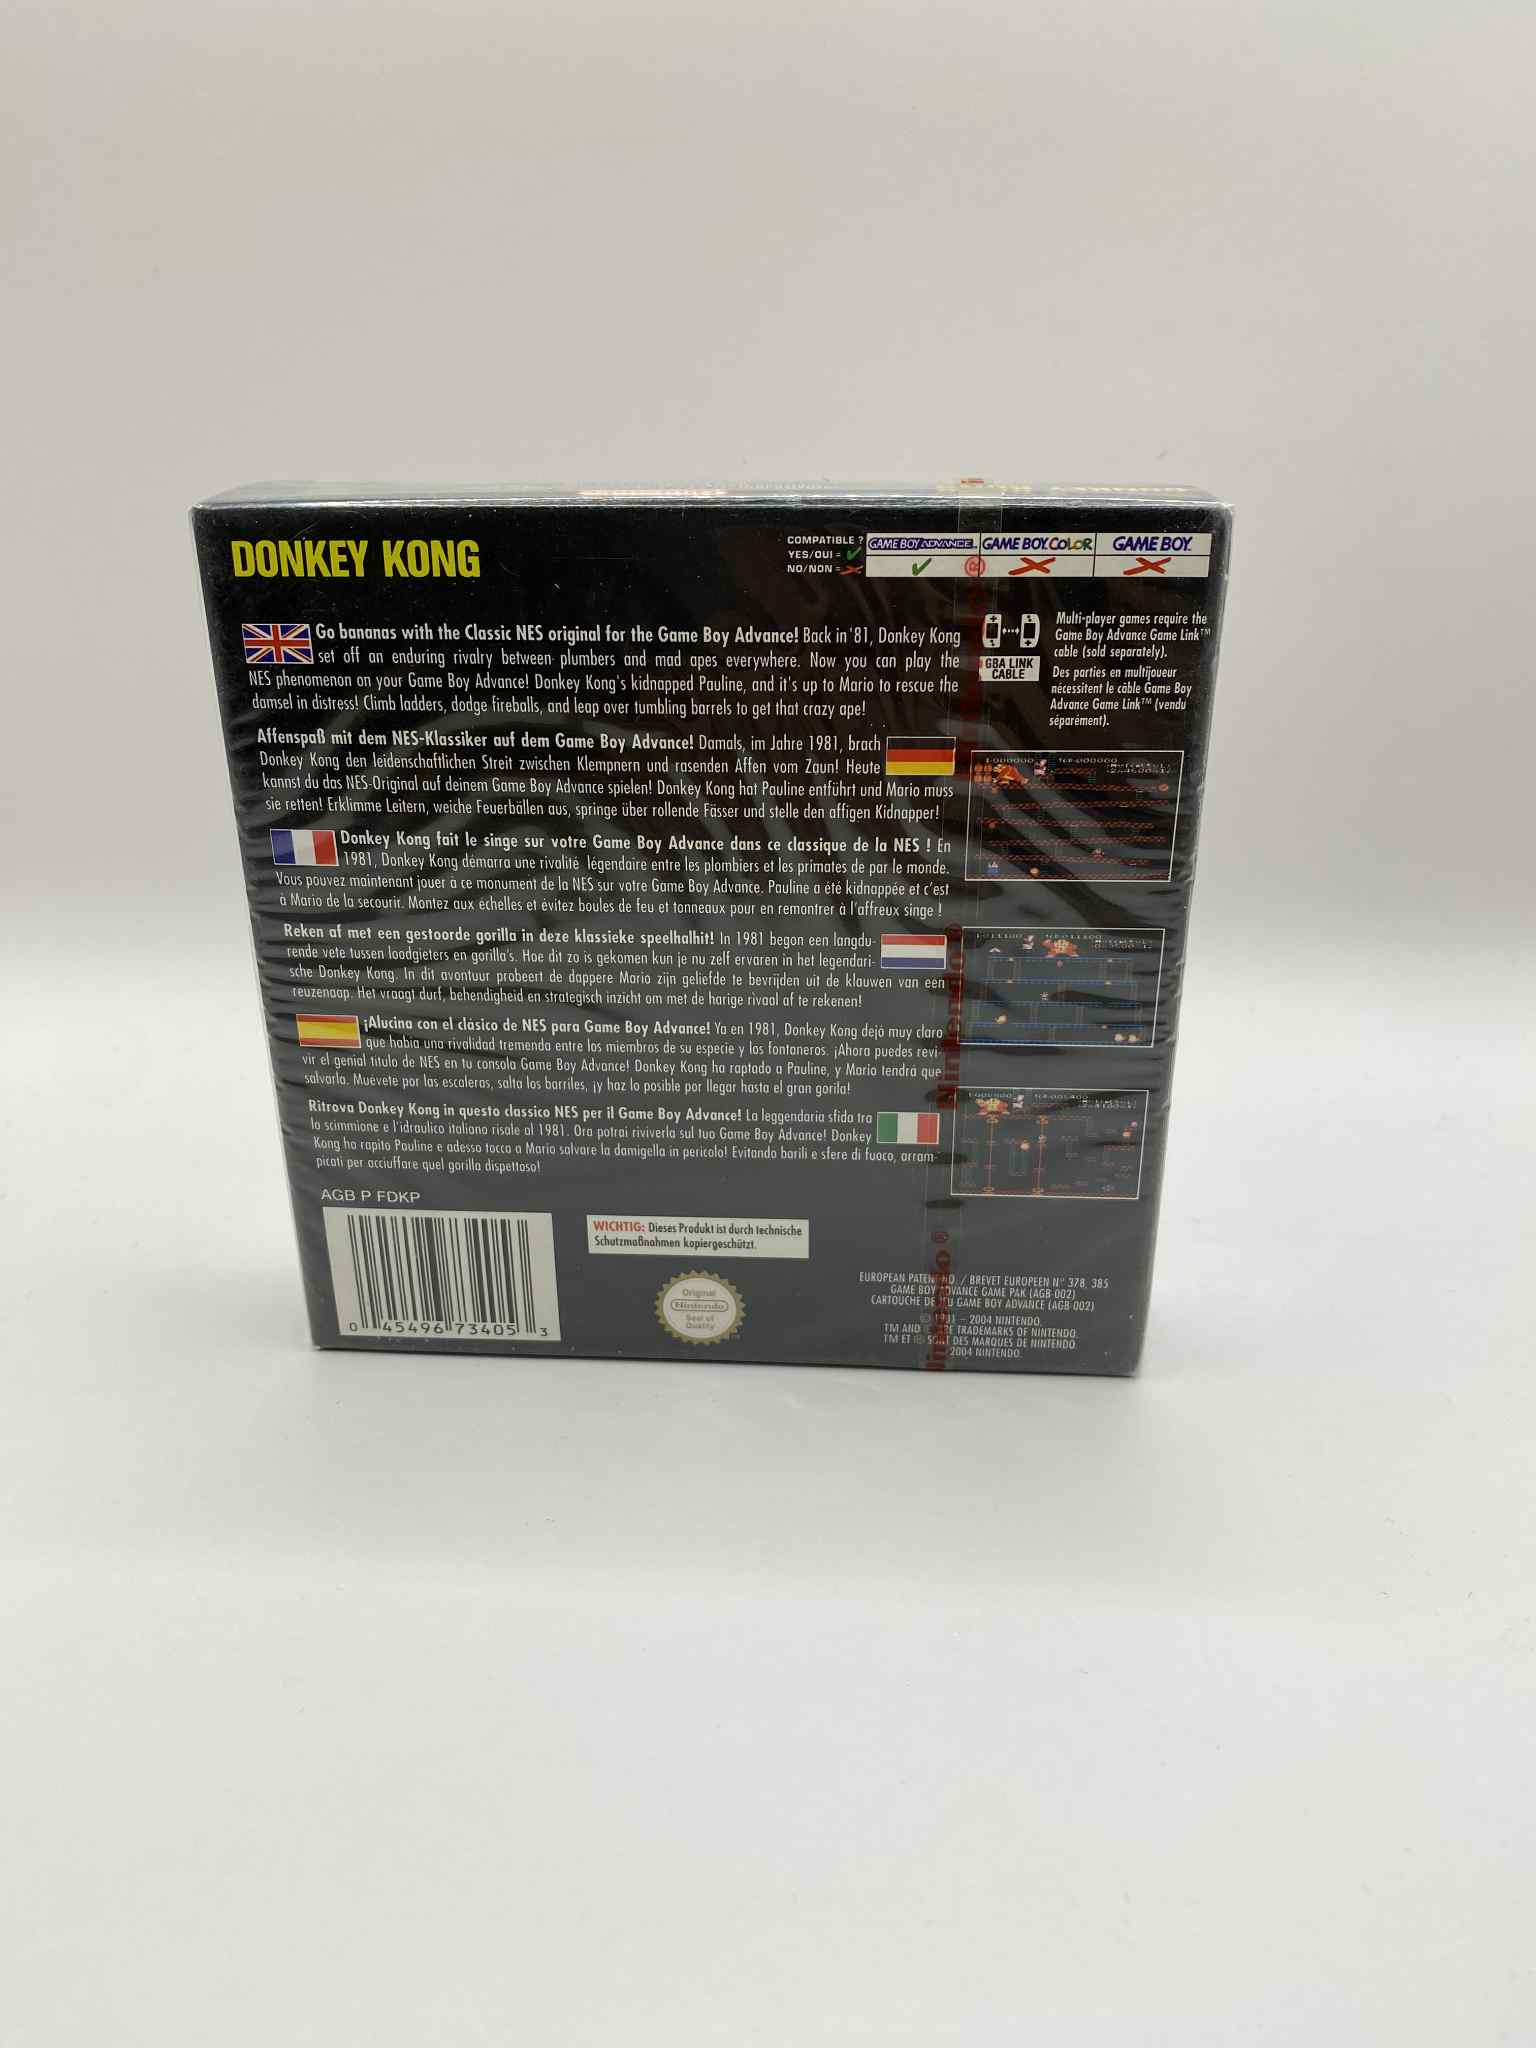 DONKEY KONG
COMPATIBLE ?
YES/OUI =
NO/NON =
GAME BOY ADVANCE
GAME BOY COLOR
GAME BOY
Go bananas with the Classic NES original for the Game Boy Advance! Back in '81, Donkey Kong
set off an enduring rivalry between plumbers and mad apes everywhere. Now you can play the
NES phenomenon on your Game Boy Advance! Donkey Kong's kidnapped Pauline, and it's up to Mario to rescue the
damsel in distress! Climb ladders, dodge fireballs, and leap over tumbling barrels to get that crazy ape!
GBA LINK
CABLE
Multi-player games require the
Game Boy Advance Game Link™
cable (sold separately).
Des parties en multijoueur
nécessitent le câble Game Boy
Advance Game Link™ (vendu
séparément).
Affenspaß mit dem NES-Klassiker auf dem Game Boy Advance! Damals, im Jahre 1981, brach
Donkey Kong den leidenschaftlichen Streit zwischen Klempnern und rasenden Affen vom Zaun! Heute
kannst du das NES-Original auf deinem Game Boy Advance spielen! Donkey Kong hat Pauline entführt und Mario muss
sie retten! Erklimme Leitern, weiche Feuerbällen aus, springe über rollende Fässer und stelle den affigen Kidnapper!
Donkey Kong fait le singe sur votre Game Boy Advance dans ce classique de la NES ! En
1981, Donkey Kong démarra une rivalité légendaire entre les plombiers et les primates de par le monde.
Vous pouvez maintenant jouer à ce monument de la NES sur votre Game Boy Advance. Pauline a été kidnappée et c'est
à Mario de la secourir. Montez aux échelles et évitez boules de feu et tonneaux pour en remontrer à l'affreux singe !
Reken af met een gestoorde gorilla in deze klassieke speelhalhit! In 1981 begon een langdu-
rende vete tussen loodgieters en gorilla's. Hoe dit zo is gekomen kun je nu zelf ervaren in het legendari-
sche Donkey Kong. In dit avontuur probeert de dappere Mario zijn geliefde te bevrijden uit de klauwen van een
reuzenaap. Het vraagt durf, behendigheid en strategisch inzicht om met de harige rivaal af te rekenen!
¡Alucina con el clásico de NES para Game Boy Advance! Ya en 1981, Donkey Kong dejó muy claro
que había una rivalidad tremenda entre los miembros de su especie y los fontaneros. ¡Ahora puedes revi-
vir el genial título de NES en tu consola Game Boy Advance! Donkey Kong ha raptado a Pauline, y Mario tendrá que
salvarla. Muévete por las escaleras, salta los barriles, ¡y haz lo posible por llegar hasta el gran gorila!
Ritrova Donkey Kong in questo classico NES per il Game Boy Advance! La leggendaria sfida tra
lo scimmione e l'idraulico italiano risale al 1981. Ora potrai riviverla sul tuo Game Boy Advance! Donkey
Kong ha rapito Pauline e adesso tocca a Mario salvare la damigella in pericolo! Evitando barili e sfere di fuoco, arram-
picati per acciuffare quel gorilla dispettoso!
AGB P FDKP
0 45496 73405 3
WICHTIG: Dieses Produkt ist durch technische
Schutzmaßnahmen kopiergeschützt.
Original
Nintendo
Seal of
Quality
Nintendo ®
EUROPEAN PATENT NO. / BREVET EUROPEEN N° 378, 385
GAME BOY ADVANCE GAME PAK (AGB-002)
CARTOUCHE DE JEU GAME BOY ADVANCE (AGB-002)
© 1981 – 2004 NINTENDO.
TM AND ® ARE TRADEMARKS OF NINTENDO.
TM ET ® SONT DES MARQUES DE NINTENDO.
2004 NINTENDO.